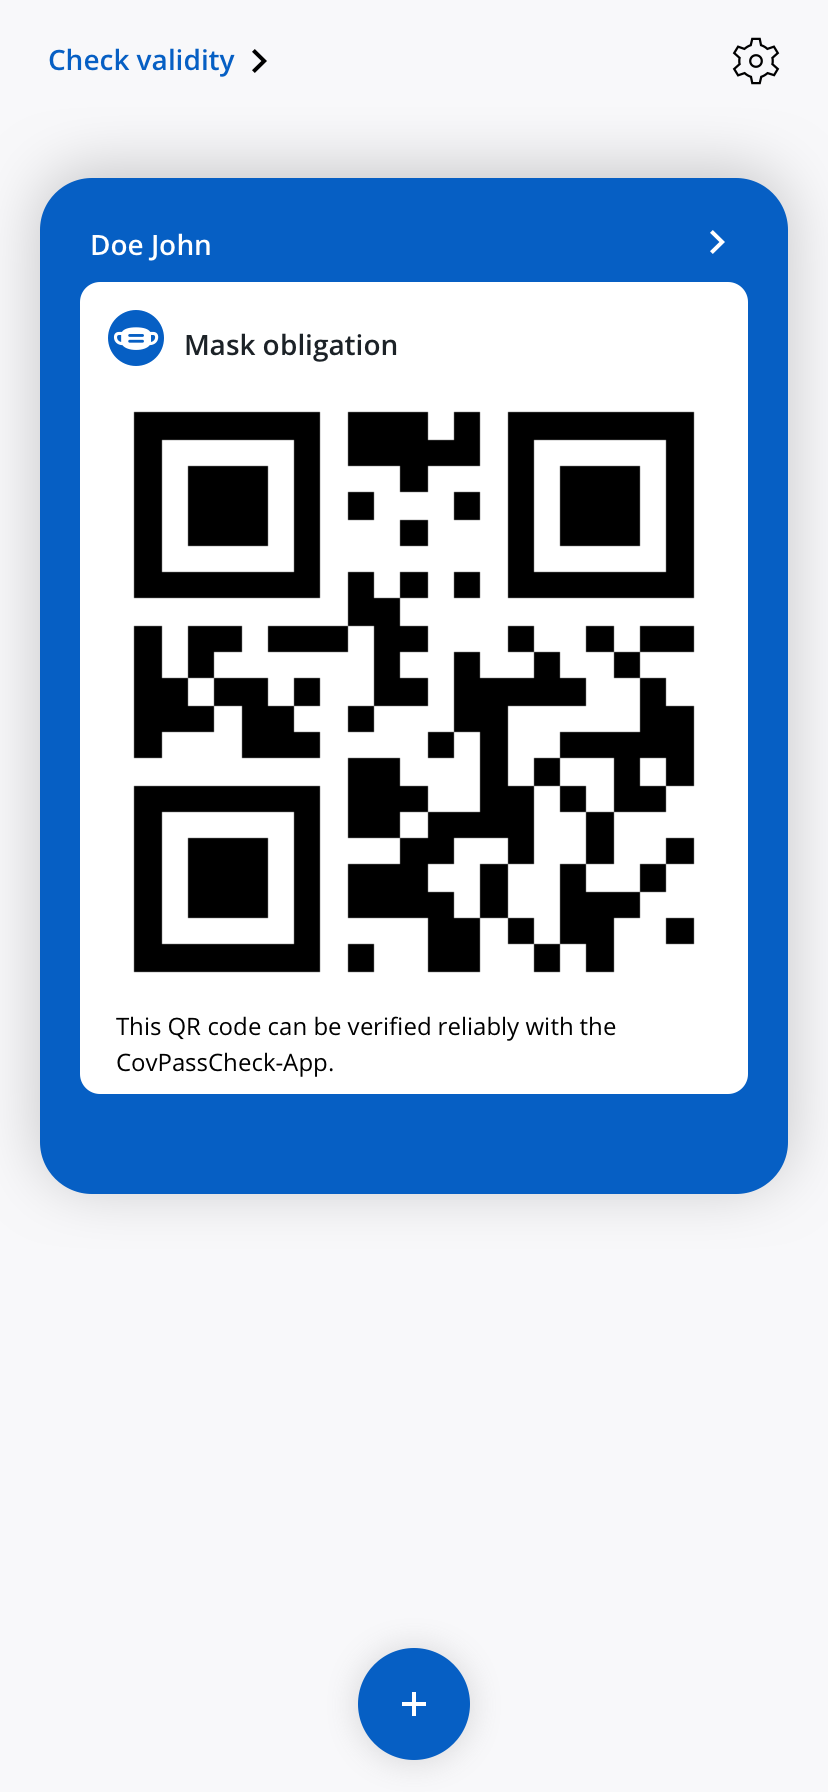 Check validity
Doe John
Mask obligation
This QR code can be verified reliably with the
CovPassCheck-App.